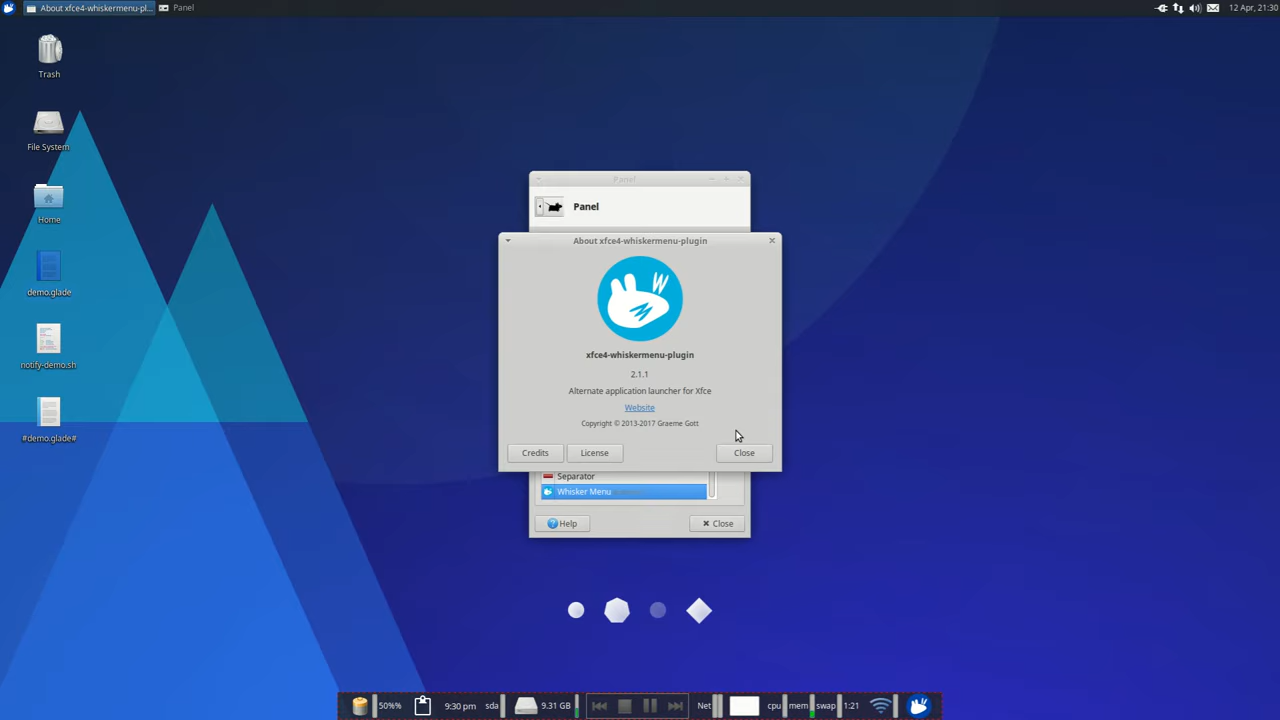 About xfce4-whiskermenu-pl...
Panel
12 Apr, 21:30
Trash
File System
Home
demo.glade
notify-demo.sh
#demo.glade#
Panel
Panel
About xfce4-whiskermenu-plugin
W
M
xfce4-whiskermenu-plugin
2.1.1
Alternate application launcher for Xfce
Website
Copyright © 2013-2017 Graeme Gott
Credits
License
Close
Separator
Whisker Menu
Help
Close
50%%
9:30 pm
sda
9.31 GB
Net
cpu
mem
swap
1:21